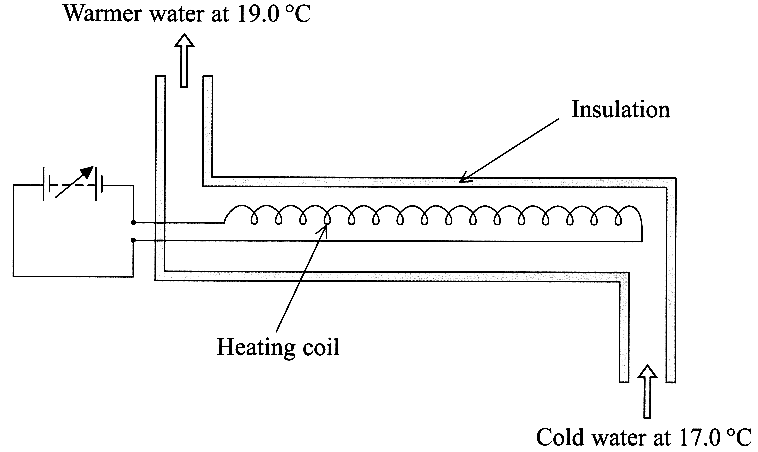 Warmer water at 19.0 °C
Insulation
Heating coil
Cold water at 17.0 °C